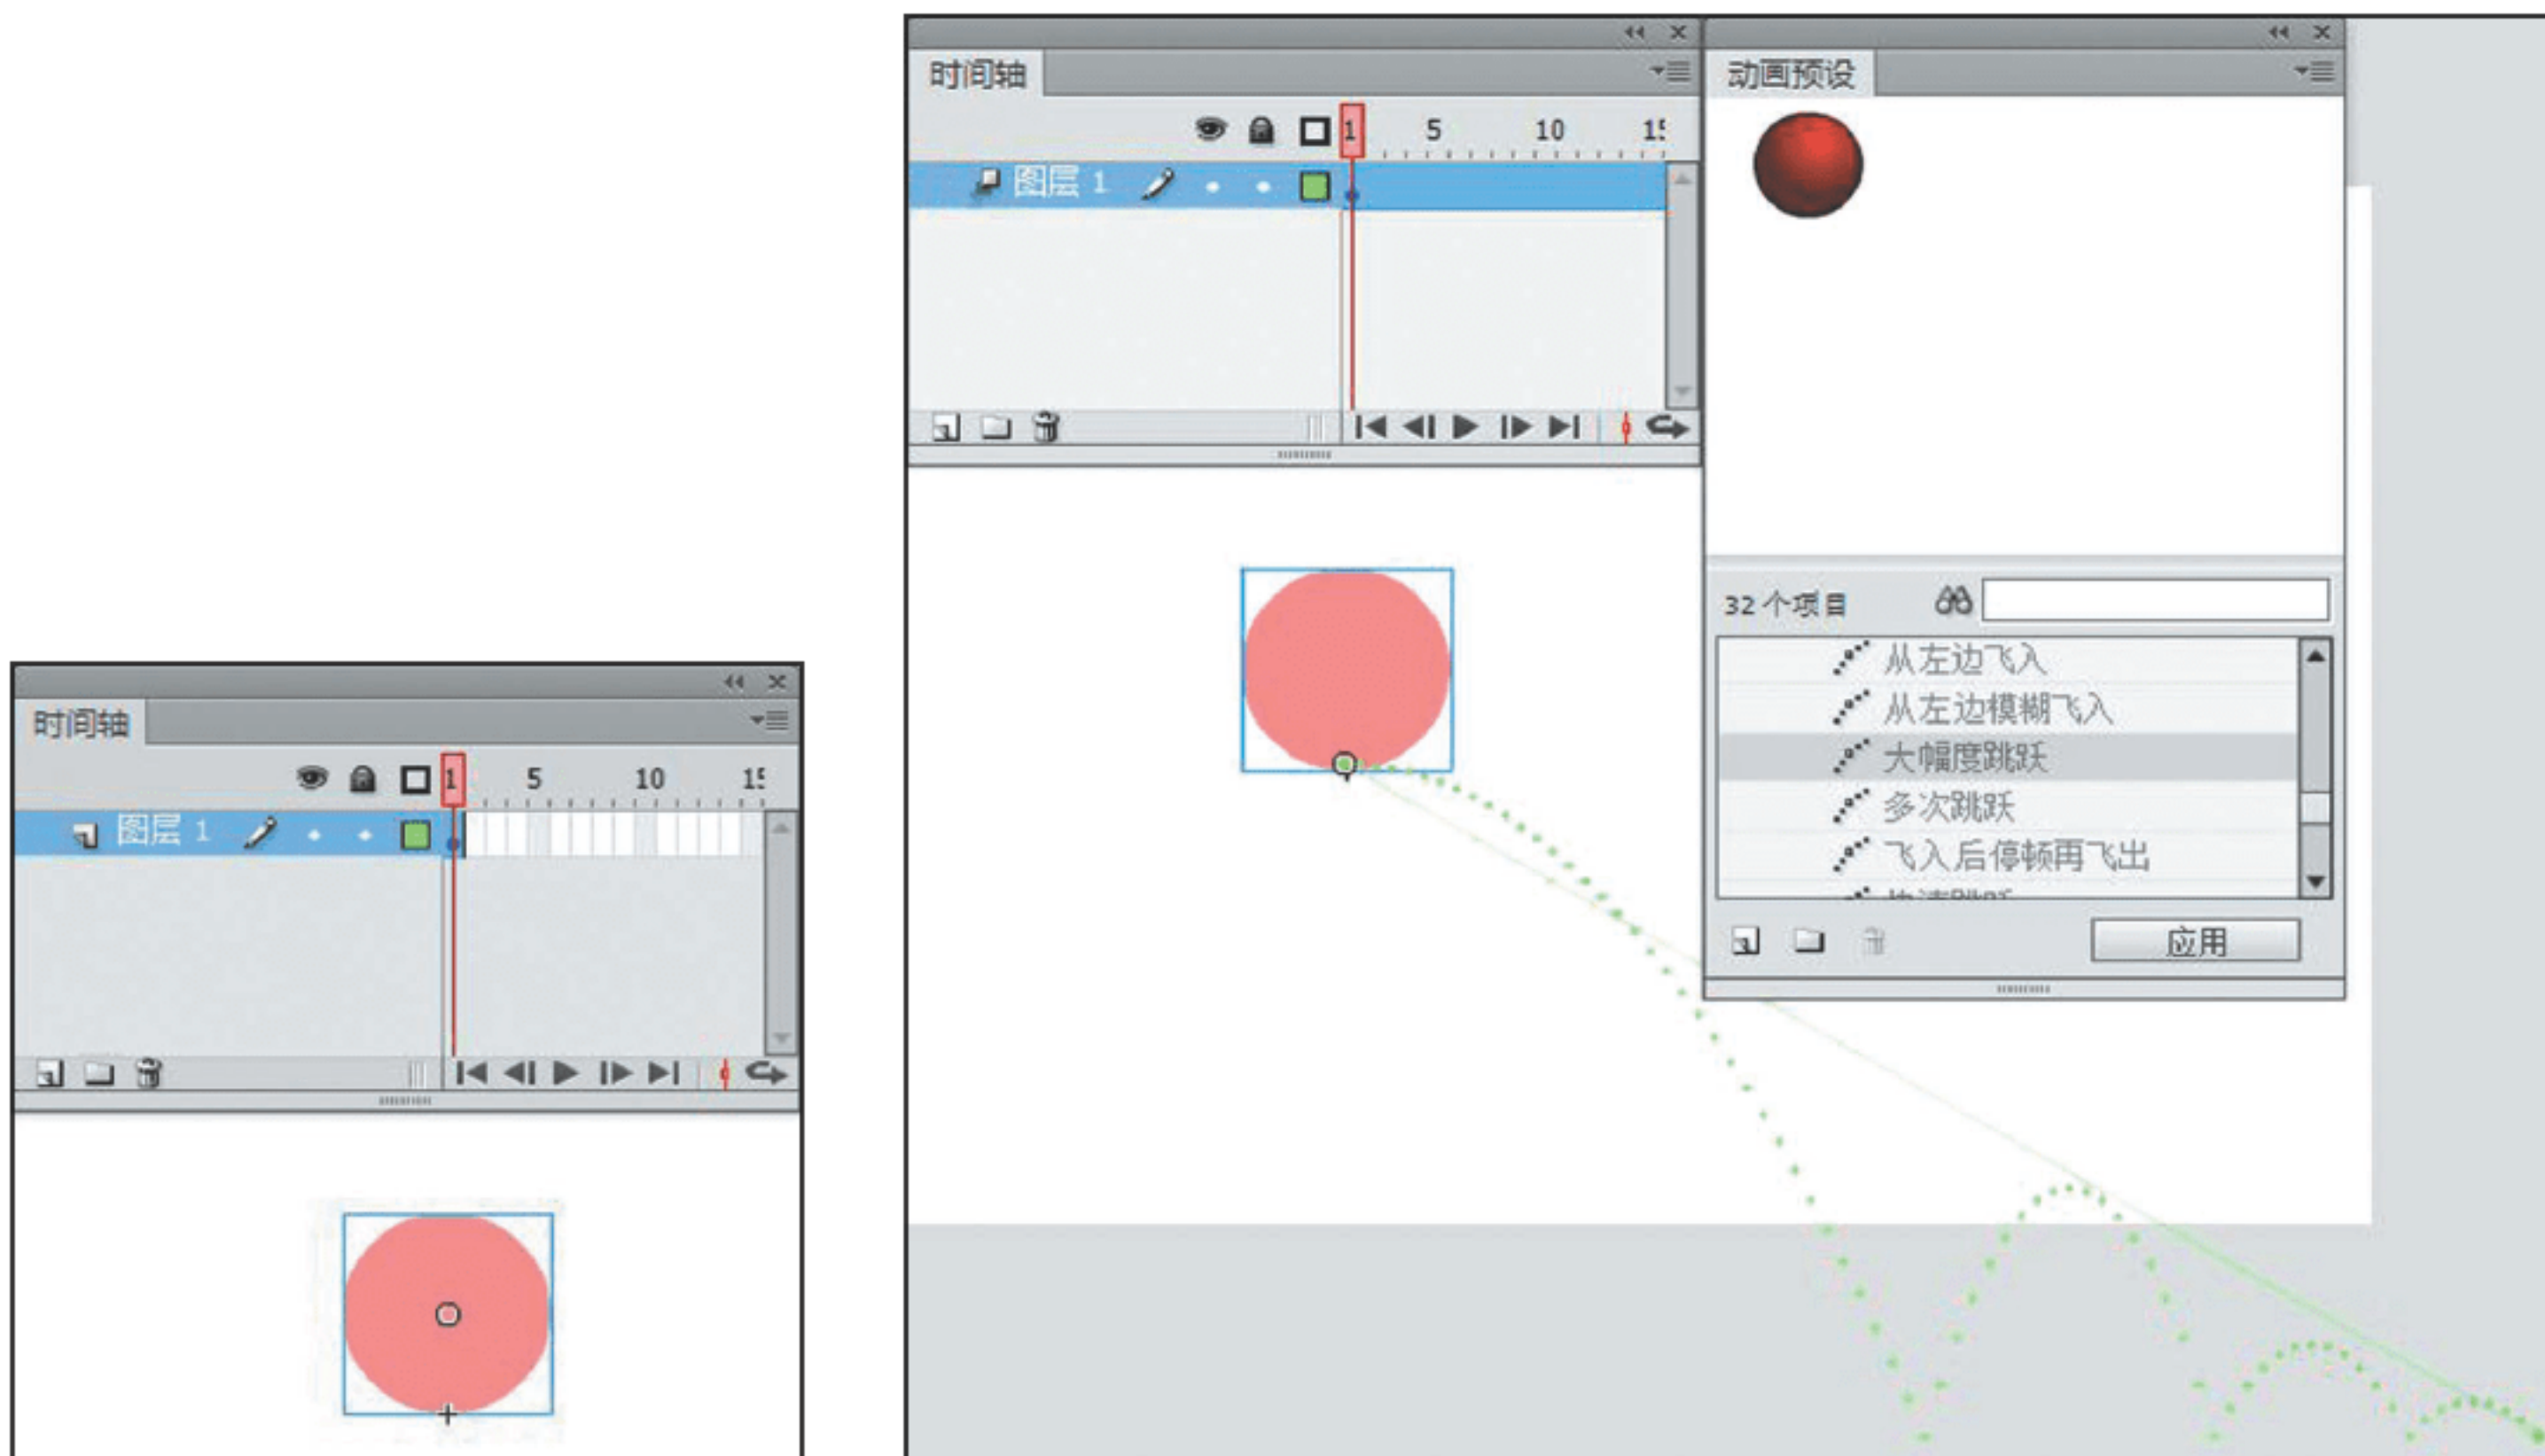 时间轴
1 5 10
图层 1
时间轴
1 5 10
图层 1
动画预设
32 个项目
从左边飞入
从左边模糊飞入
大幅度跳跃
多次跳跃
飞入后停顿再飞出
应用